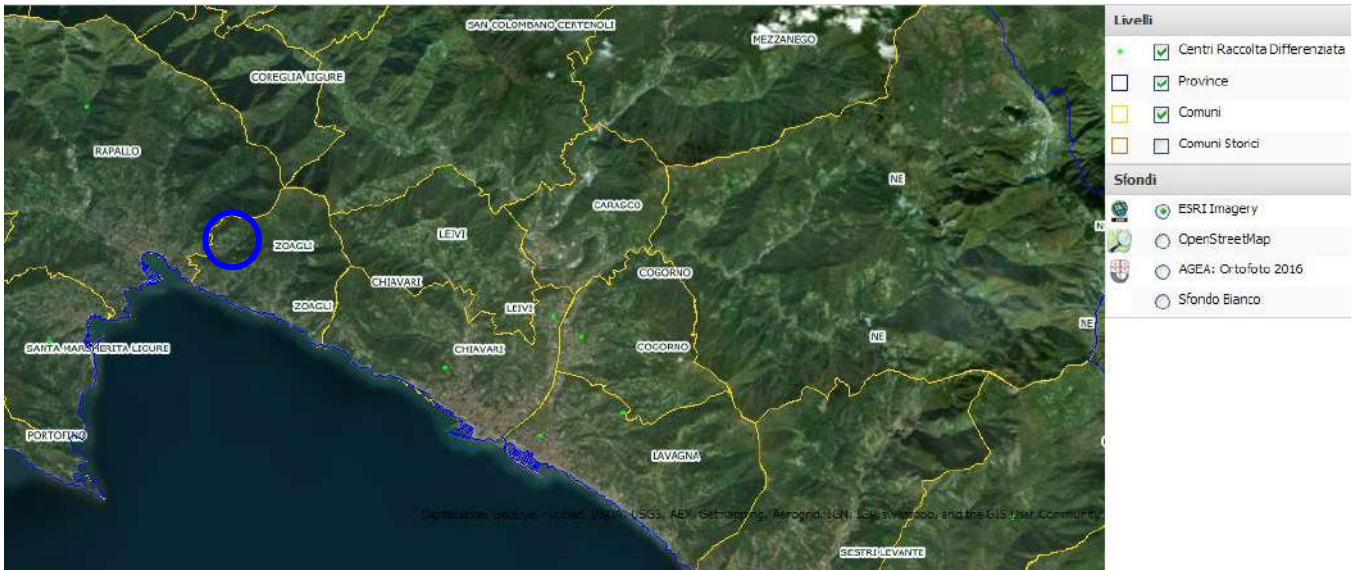 SAN COLOMBANO CERTENOLI
MEZZANEGO
COREGLIA LIGURE
RAPALLO
NE
CARASCO
LEIVI
ZOAGLI
COGORNO
CHIAVARI
ZOAGLI
LEIVI
NE
NE
COGORNO
CHIAVARI
SANTA MARGHERITA LIGURE
PORTOFINO
LAVAGNA
SESTRI LEVANTE
Livelli
Centri Raccolta Differenziata
Province
Comuni
Comuni Storici
Sfondi
ESRI Imagery
OpenStreetMap
AGEA: Ortofoto 2016
Sfondo Bianco